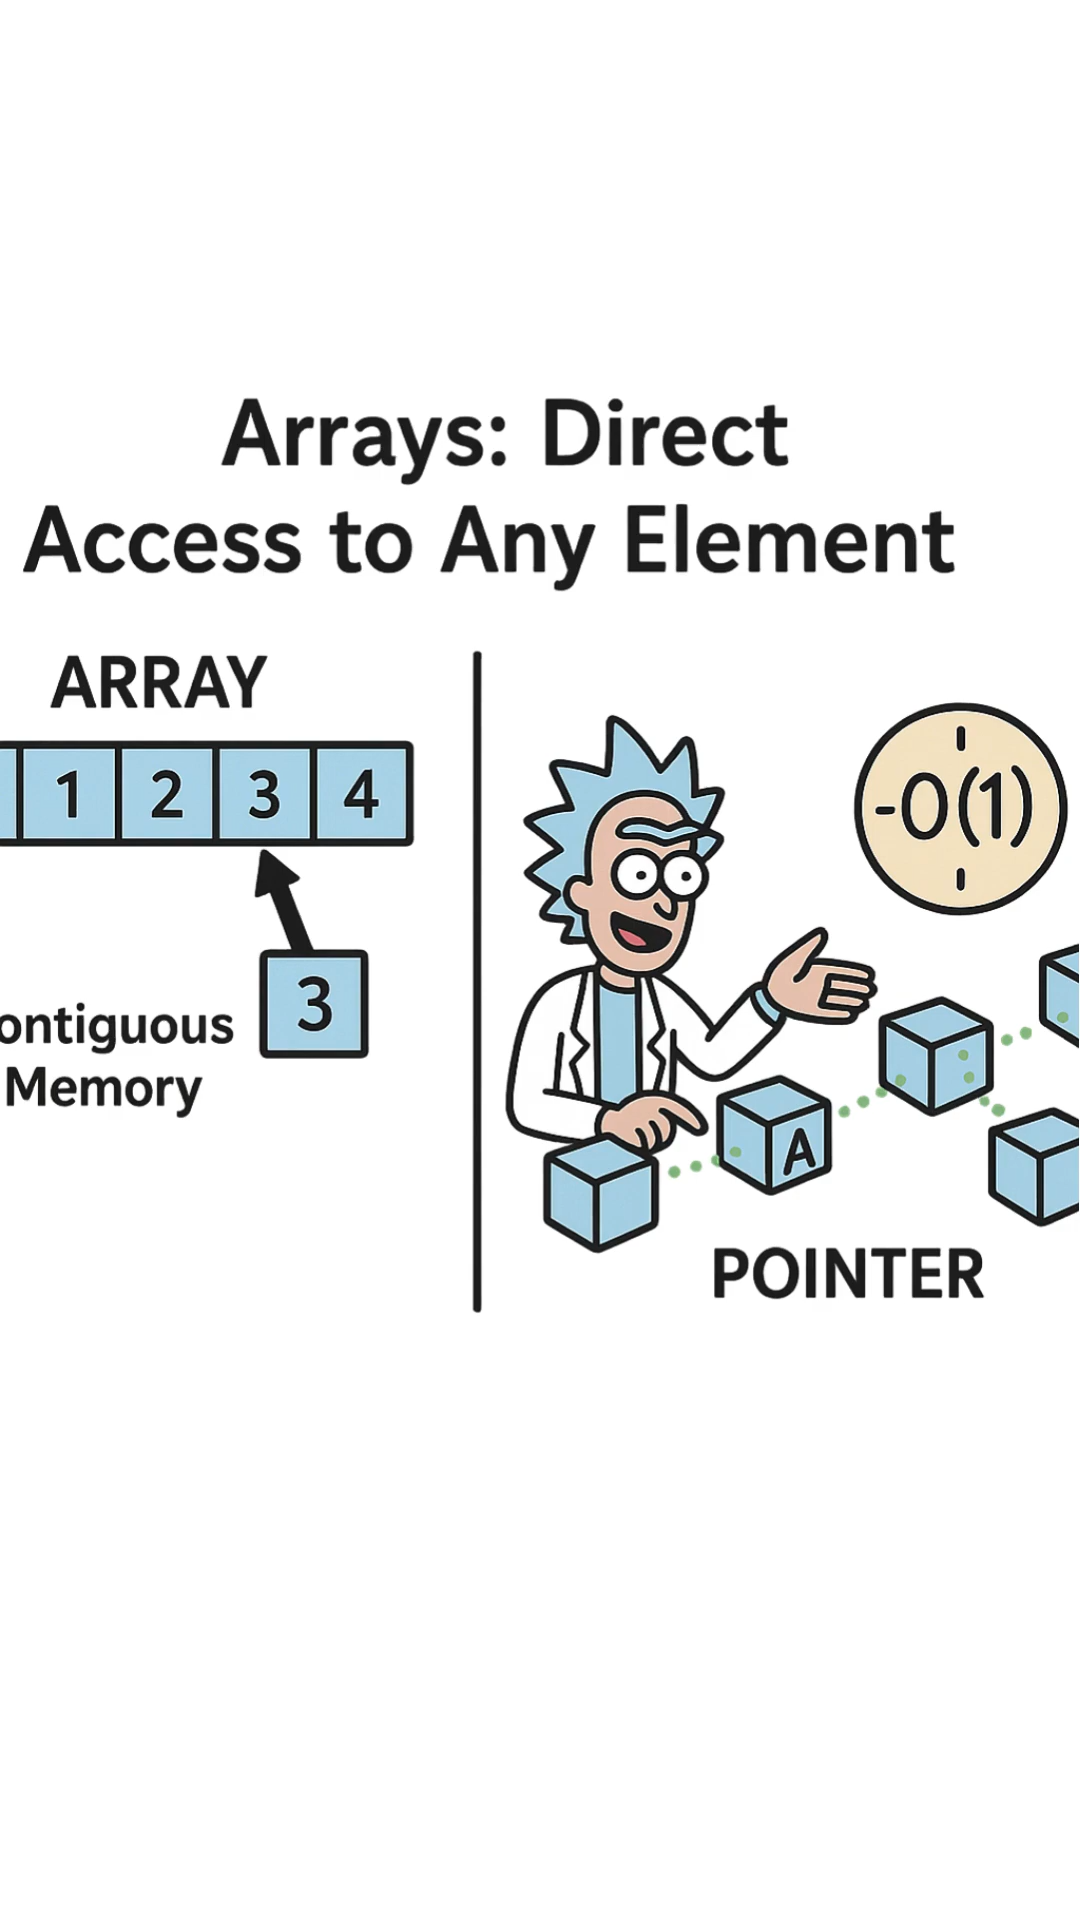 Arrays: Direct
Access to Any Element
ARRAY
1 2 3 4
3
ontiguous
Memory
-O(1)
A
POINTER